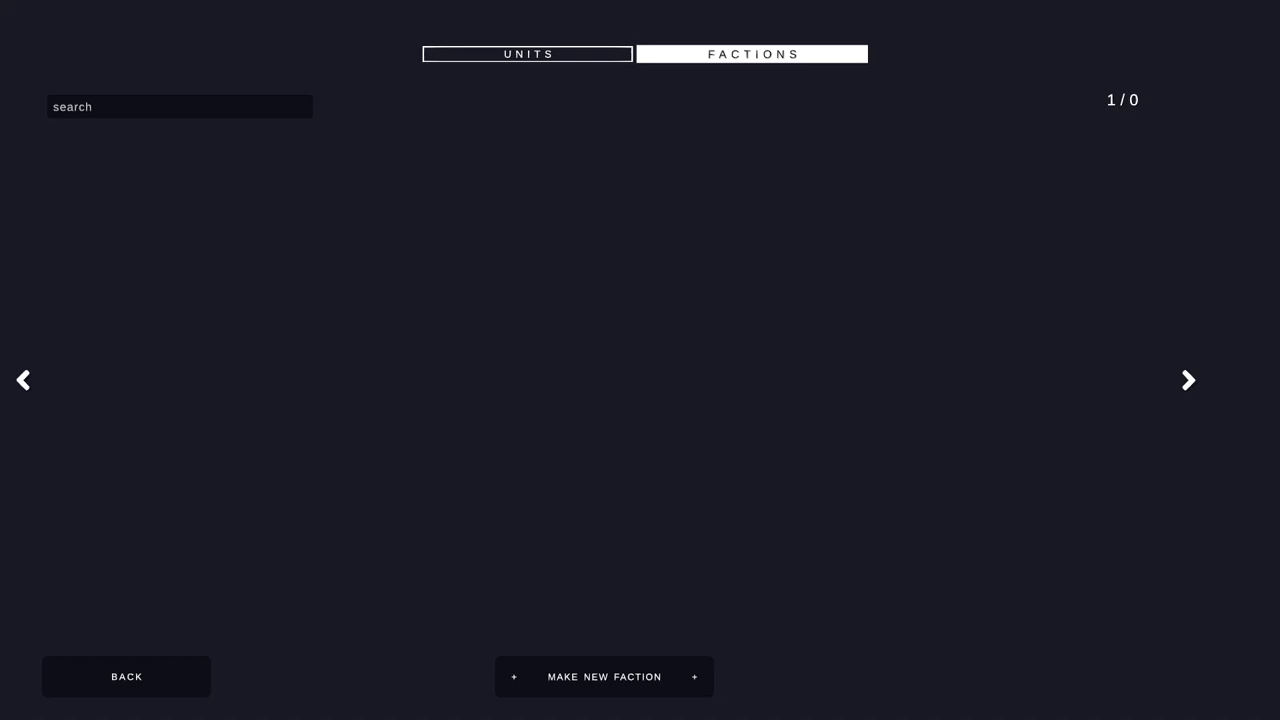 UNITS
FACTIONS
search
1 / 0
BACK
+ MAKE NEW FACTION +